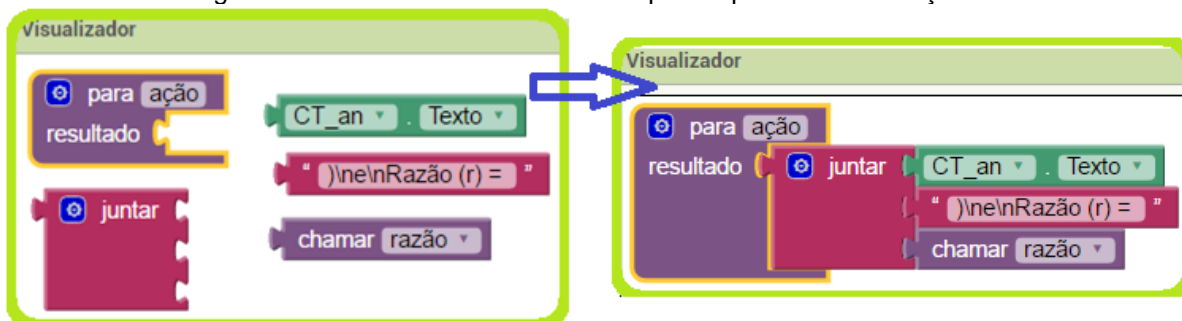 Visualizador
para ação
resultado
juntar
CT_an . Texto
“ )\ne\nRazão (r) = ”
chamar razão
Visualizador
para ação
resultado juntar CT_an . Texto
“ )\ne\nRazão (r) = ”
chamar razão